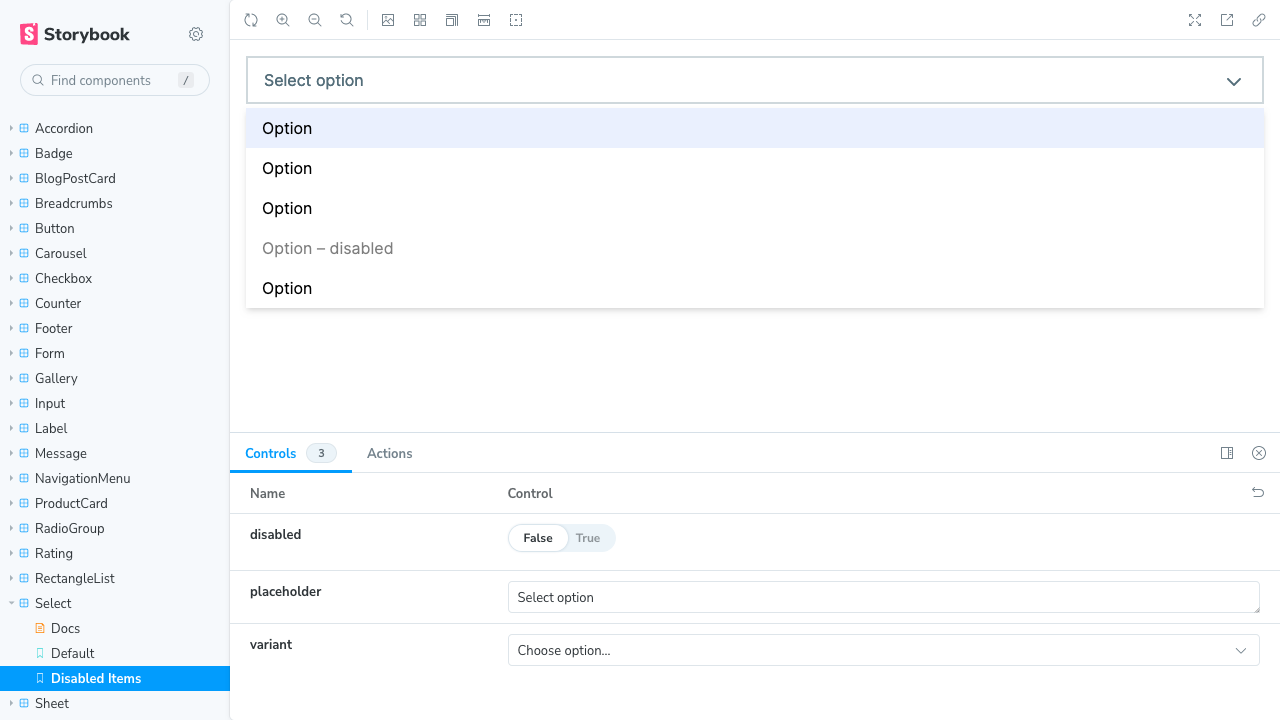 Storybook
Find components /
Accordion
Badge
BlogPostCard
Breadcrumbs
Button
Carousel
Checkbox
Counter
Footer
Form
Gallery
Input
Label
Message
NavigationMenu
ProductCard
RadioGroup
Rating
RectangleList
Select
Docs
Default
Disabled Items
Sheet
Select option
Option
Option
Option
Option – disabled
Option
Controls 3 Actions
Name Control
disabled False True
placeholder Select option
variant Choose option...